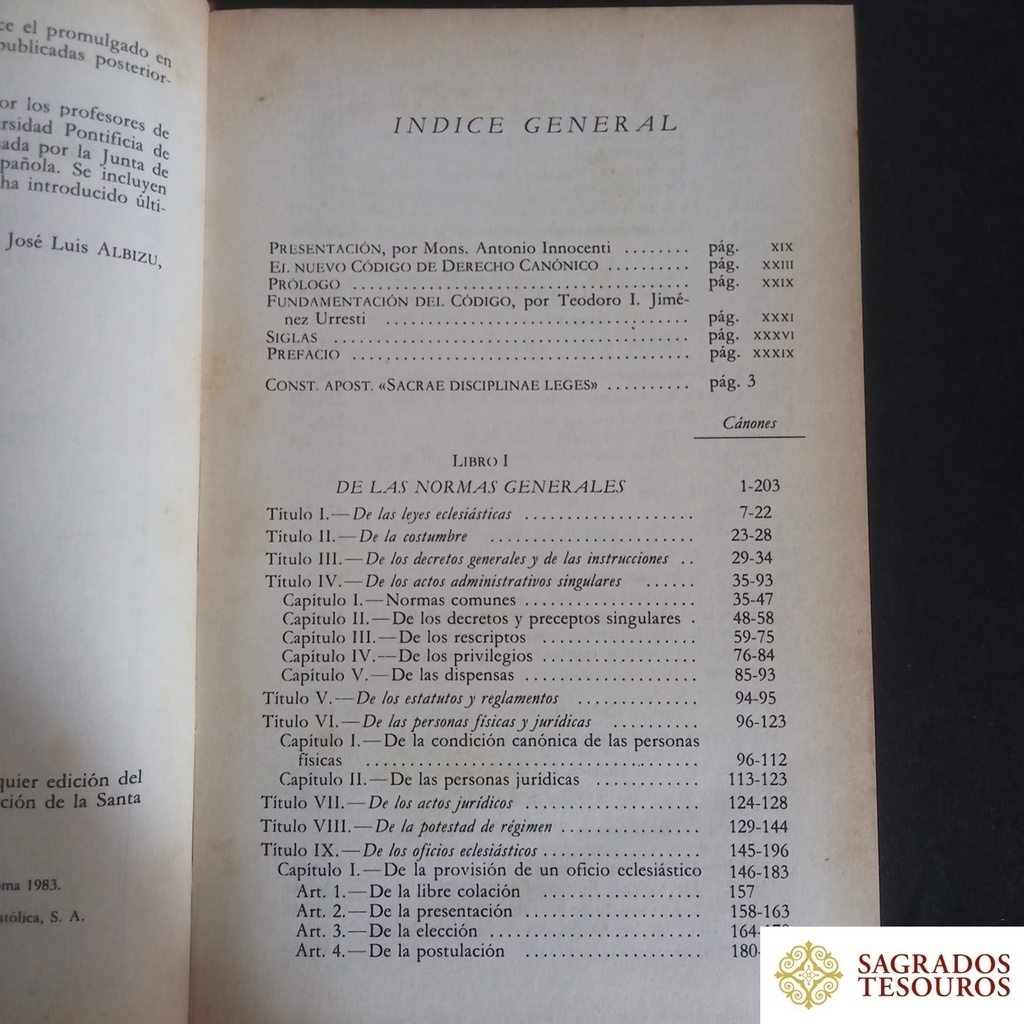 ce el promulgado en
publicadas posterior-
or los profesores de
rsidad Pontificia de
ada por la Junta de
pañola. Se incluyen
ha introducido últi-
José Luis ALBIZU,
quier edición del
ción de la Santa
ma 1983.
atólica, S. A.
INDICE GENERAL
PRESENTACIÓN, por Mons. Antonio Innocenti ........ pág. XIX
EL NUEVO CÓDIGO DE DERECHO CANÓNICO .......... pág. XXIII
PRÓLOGO ........................................ pág. XXIX
FUNDAMENTACIÓN DEL CÓDIGO, por Teodoro I. Jimé-
nez Urresti .................................... pág. XXXI
SIGLAS .......................................... pág. XXXVI
PREFACIO ........................................ pág. XXXIX
CONST. APOST. «SACRAE DISCIPLINAE LEGES» .......... pág. 3
Cánones
LIBRO I
DE LAS NORMAS GENERALES 1-203
Título I.—De las leyes eclesiásticas .................... 7-22
Título II.—De la costumbre ........................ 23-28
Título III.—De los decretos generales y de las instrucciones .. 29-34
Título IV.—De los actos administrativos singulares ...... 35-93
Capítulo I.—Normas comunes .................... 35-47
Capítulo II.—De los decretos y preceptos singulares . 48-58
Capítulo III.—De los rescriptos .................... 59-75
Capítulo IV.—De los privilegios .................. 76-84
Capítulo V.—De las dispensas .................... 85-93
Título V.—De los estatutos y reglamentos .............. 94-95
Título VI.—De las personas físicas y jurídicas .......... 96-123
Capítulo I.—De la condición canónica de las personas
físicas ........................................ 96-112
Capítulo II.—De las personas jurídicas ............ 113-123
Título VII.—De los actos jurídicos .................... 124-128
Título VIII.—De la potestad de régimen ................ 129-144
Título IX.—De los oficios eclesiásticos .................. 145-196
Capítulo I.—De la provisión de un oficio eclesiástico 146-183
Art. 1.—De la libre colación ................ 157
Art. 2.—De la presentación .................... 158-163
Art. 3.—De la elección ........................ 164-
Art. 4.—De la postulación .................... 180-
SAGRADOS
TESOUROS